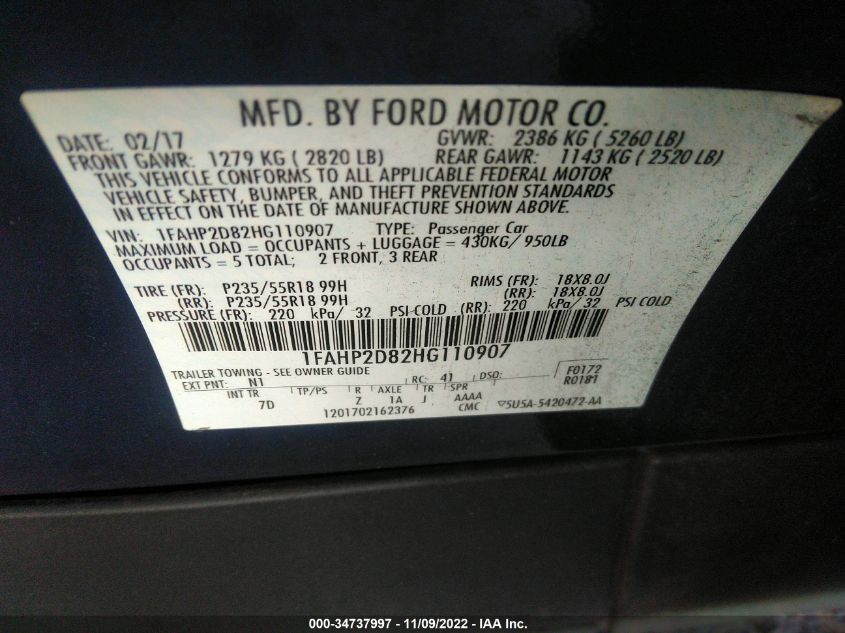 MFD. BY FORD MOTOR CO.
DATE: 02/17 GVWR: 2386 KG ( 5260 LB)
FRONT GAWR: 1279 KG ( 2820 LB) REAR GAWR: 1143 KG ( 2520 LB)
THIS VEHICLE CONFORMS TO ALL APPLICABLE FEDERAL MOTOR
VEHICLE SAFETY, BUMPER, AND THEFT PREVENTION STANDARDS
IN EFFECT ON THE DATE OF MANUFACTURE SHOWN ABOVE.
VIN: 1FAHP2D82HG110907 TYPE: Passenger Car
MAXIMUM LOAD = OCCUPANTS + LUGGAGE = 430KG/ 950LB
OCCUPANTS = 5 TOTAL; 2 FRONT, 3 REAR
TIRE (FR): P235/55R18 99H RIMS (FR): 18X8.0J
(RR): P235/55R18 99H (RR): 18X8.0J
PRESSURE (FR): 220 kPa/ 32 PSI-COLD (RR): 220 kPa/ 32 PSI COLD
1FAHP2D82HG110907
TRAILER TOWING - SEE OWNER GUIDE F0172
EXT PNT: N1 RC: 41 DSO: R0181
INT TR TP/PS R AXLE TR SPR
7D Z 1A J AAAA
1201702162376 CMC 5U5A-5420472-AA
000-34737997 - 11/09/2022 - IAA Inc.